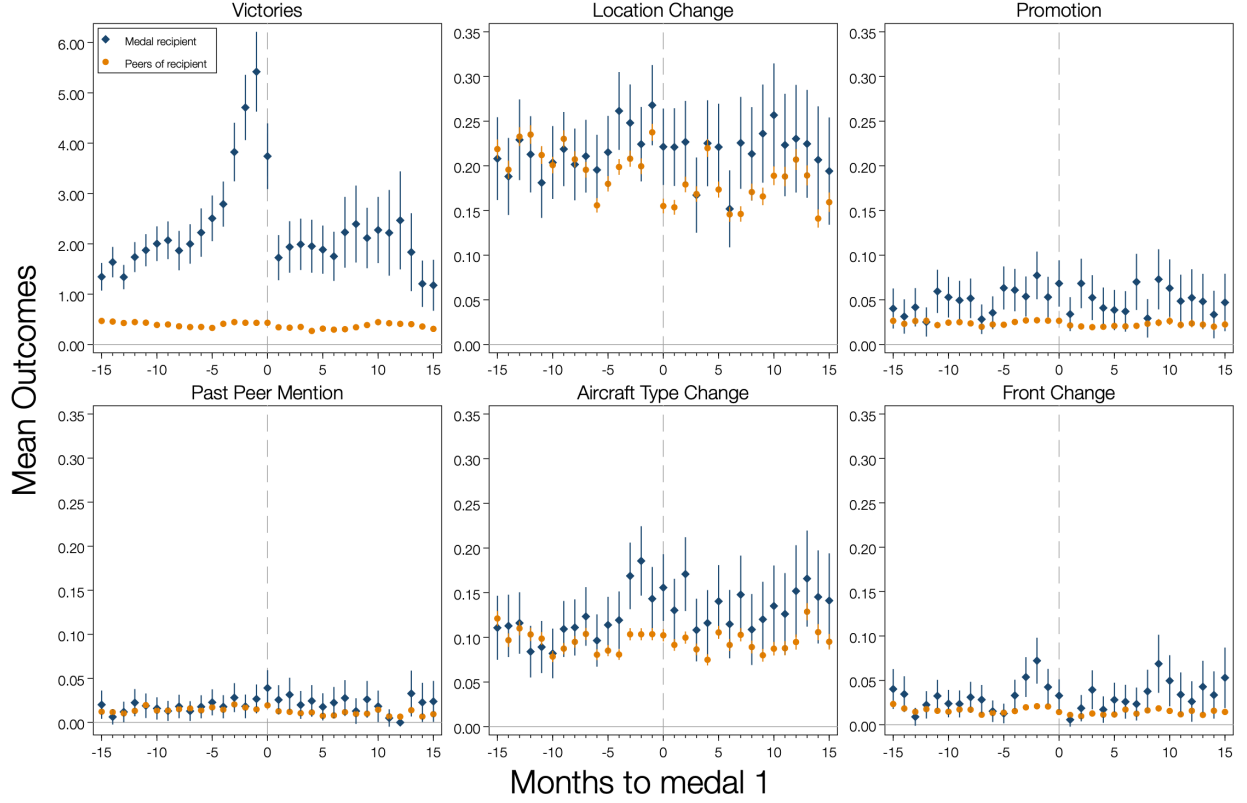 Victories
Location Change
Promotion
Medal recipient
Peers of recipient
6.00
5.00
4.00
3.00
2.00
1.00
0.00
-15 -10 -5 0 5 10 15
0.35
0.30
0.25
0.20
0.15
0.10
0.05
0.00
-15 -10 -5 0 5 10 15
0.35
0.30
0.25
0.20
0.15
0.10
0.05
0.00
-15 -10 -5 0 5 10 15
Mean Outcomes
Past Peer Mention
Aircraft Type Change
Front Change
0.35
0.30
0.25
0.20
0.15
0.10
0.05
0.00
-15 -10 -5 0 5 10 15
0.35
0.30
0.25
0.20
0.15
0.10
0.05
0.00
-15 -10 -5 0 5 10 15
0.35
0.30
0.25
0.20
0.15
0.10
0.05
0.00
-15 -10 -5 0 5 10 15
Months to medal 1